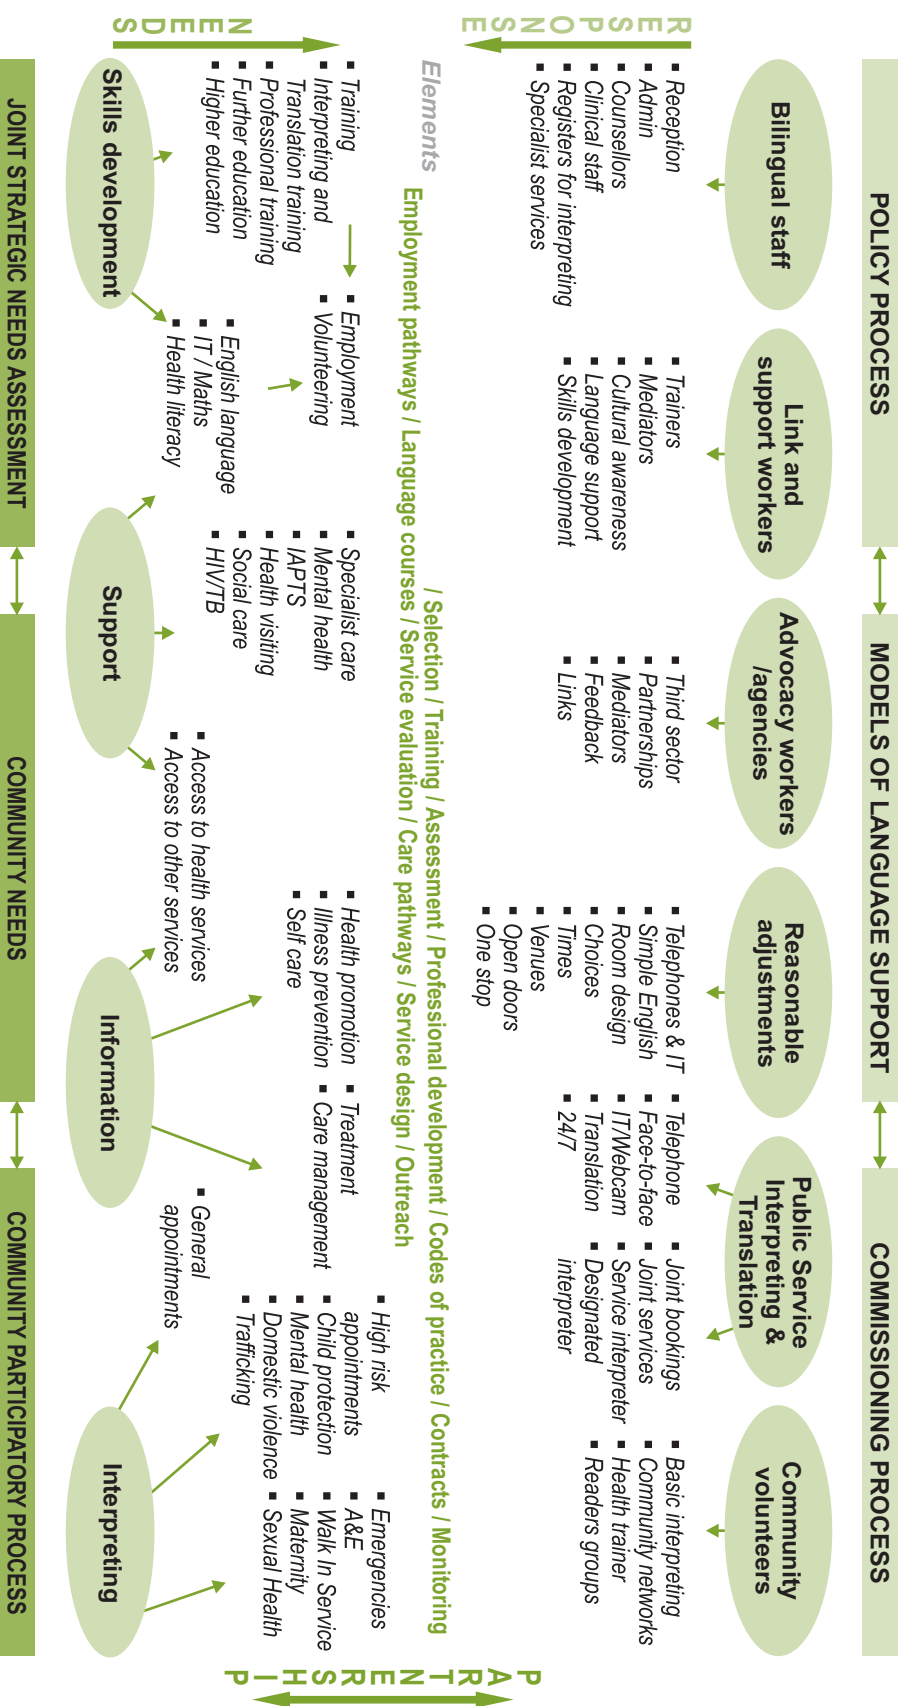 POLICY PROCESS
MODELS OF LANGUAGE SUPPORT
COMMISSIONING PROCESS
Bilingual staff
Link and
support workers
Advocacy workers
/agencies
Reasonable
adjustments
Public Service
Interpreting &
Translation
Community
volunteers
RESPONSE
▪ Reception
▪ Admin
▪ Counsellors
▪ Clinical staff
▪ Registers for interpreting
▪ Specialist services
▪ Trainers
▪ Mediators
▪ Cultural awareness
▪ Language support
▪ Skills development
▪ Third sector
▪ Partnerships
▪ Mediators
▪ Feedback
▪ Links
▪ Telephones & IT
▪ Simple English
▪ Room design
▪ Choices
▪ Times
▪ Venues
▪ Open doors
▪ One stop
▪ Telephone
▪ Face-to-face
▪ IT/Webcam
▪ Translation
▪ 24/7
▪ Joint bookings
▪ Joint services
▪ Service interpreter
▪ Designated
interpreter
▪ Basic interpreting
▪ Community networks
▪ Health trainer
▪ Readers groups
Elements
/ Selection / Training / Assessment / Professional development / Codes of practice / Contracts / Monitoring
Employment pathways / Language courses / Service evaluation / Care pathways / Service design / Outreach
PARTNERSHIP
NEEDS
▪ Training
▪ Interpreting and
Translation training
▪ Professional training
▪ Further education
▪ Higher education
▪ Employment
▪ Volunteering
▪ English language
▪ IT / Maths
▪ Health literacy
▪ Specialist care
▪ Mental health
▪ IAPTS
▪ Health visiting
▪ Social care
▪ HIV/TB
▪ Access to health services
▪ Access to other services
▪ Health promotion
▪ Illness prevention
▪ Self care
▪ Treatment
▪ Care management
▪ General
appointments
▪ High risk
appointments
▪ Child protection
▪ Mental health
▪ Domestic violence
▪ Trafficking
▪ Emergencies
▪ A&E
▪ Walk In Service
▪ Maternity
▪ Sexual Health
Skills development
Support
Information
Interpreting
JOINT STRATEGIC NEEDS ASSESSMENT
COMMUNITY NEEDS
COMMUNITY PARTICIPATORY PROCESS